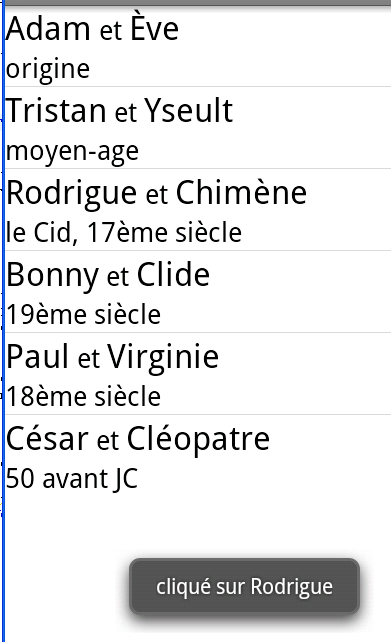 Adam et Ève
origine
Tristan et Yseult
moyen-age
Rodrigue et Chimène
le Cid, 17ème siècle
Bonny et Clide
19ème siècle
Paul et Virginie
18ème siècle
César et Cléopatre
50 avant JC
cliqué sur Rodrigue